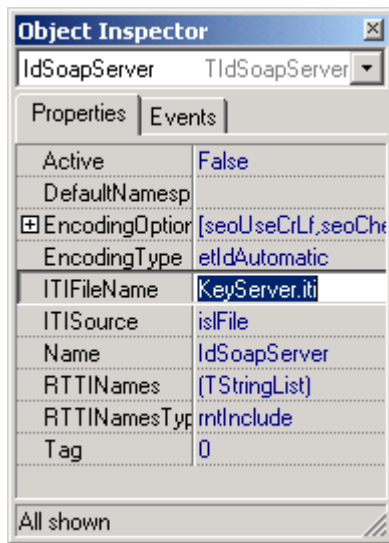 Object Inspector
IdSoapServer TIdSoapServer
Properties Events
Active False
DefaultNamesp
EncodingOption [seoUseCrLf,seoChe
EncodingType etIdAutomatic
ITIFileName KeyServer.iti
ITISource islFile
Name IdSoapServer
RTTINames (TStringList)
RTTINamesTyp rntInclude
Tag 0
All shown